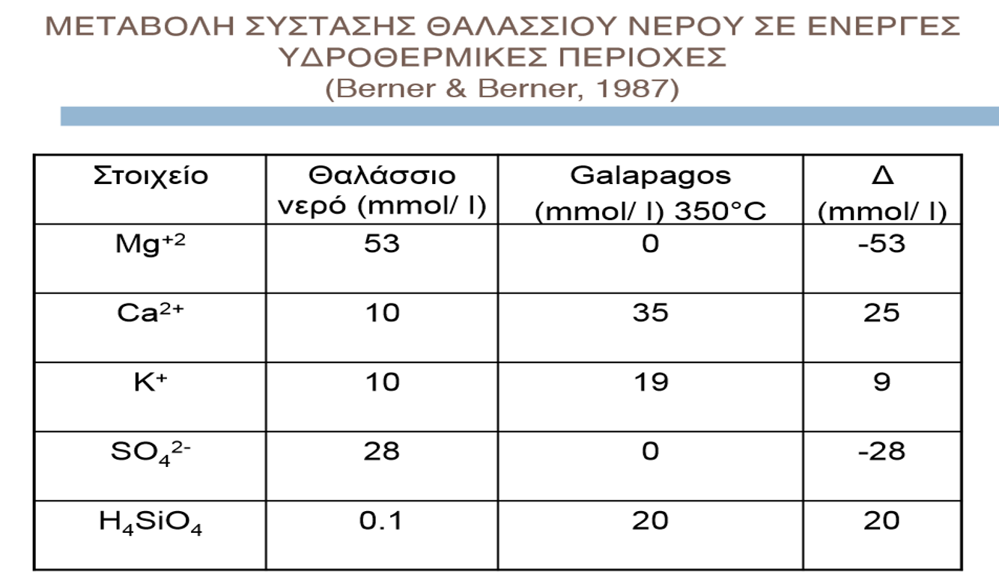 ΜΕΤΑΒΟΛΗ ΣΥΣΤΑΣΗΣ ΘΑΛΑΣΣΙΟΥ ΝΕΡΟΥ ΣΕ ΕΝΕΡΓΕΣ
ΥΔΡΟΘΕΡΜΙΚΕΣ ΠΕΡΙΟΧΕΣ
(Berner & Berner, 1987)
Στοιχείο Θαλάσσιο νερό (mmol/ l) Galapagos (mmol/ l) 350°C Δ (mmol/ l)
Mg⁺² 53 0 -53
Ca²⁺ 10 35 25
K⁺ 10 19 9
SO₄²⁻ 28 0 -28
H₄SiO₄ 0.1 20 20